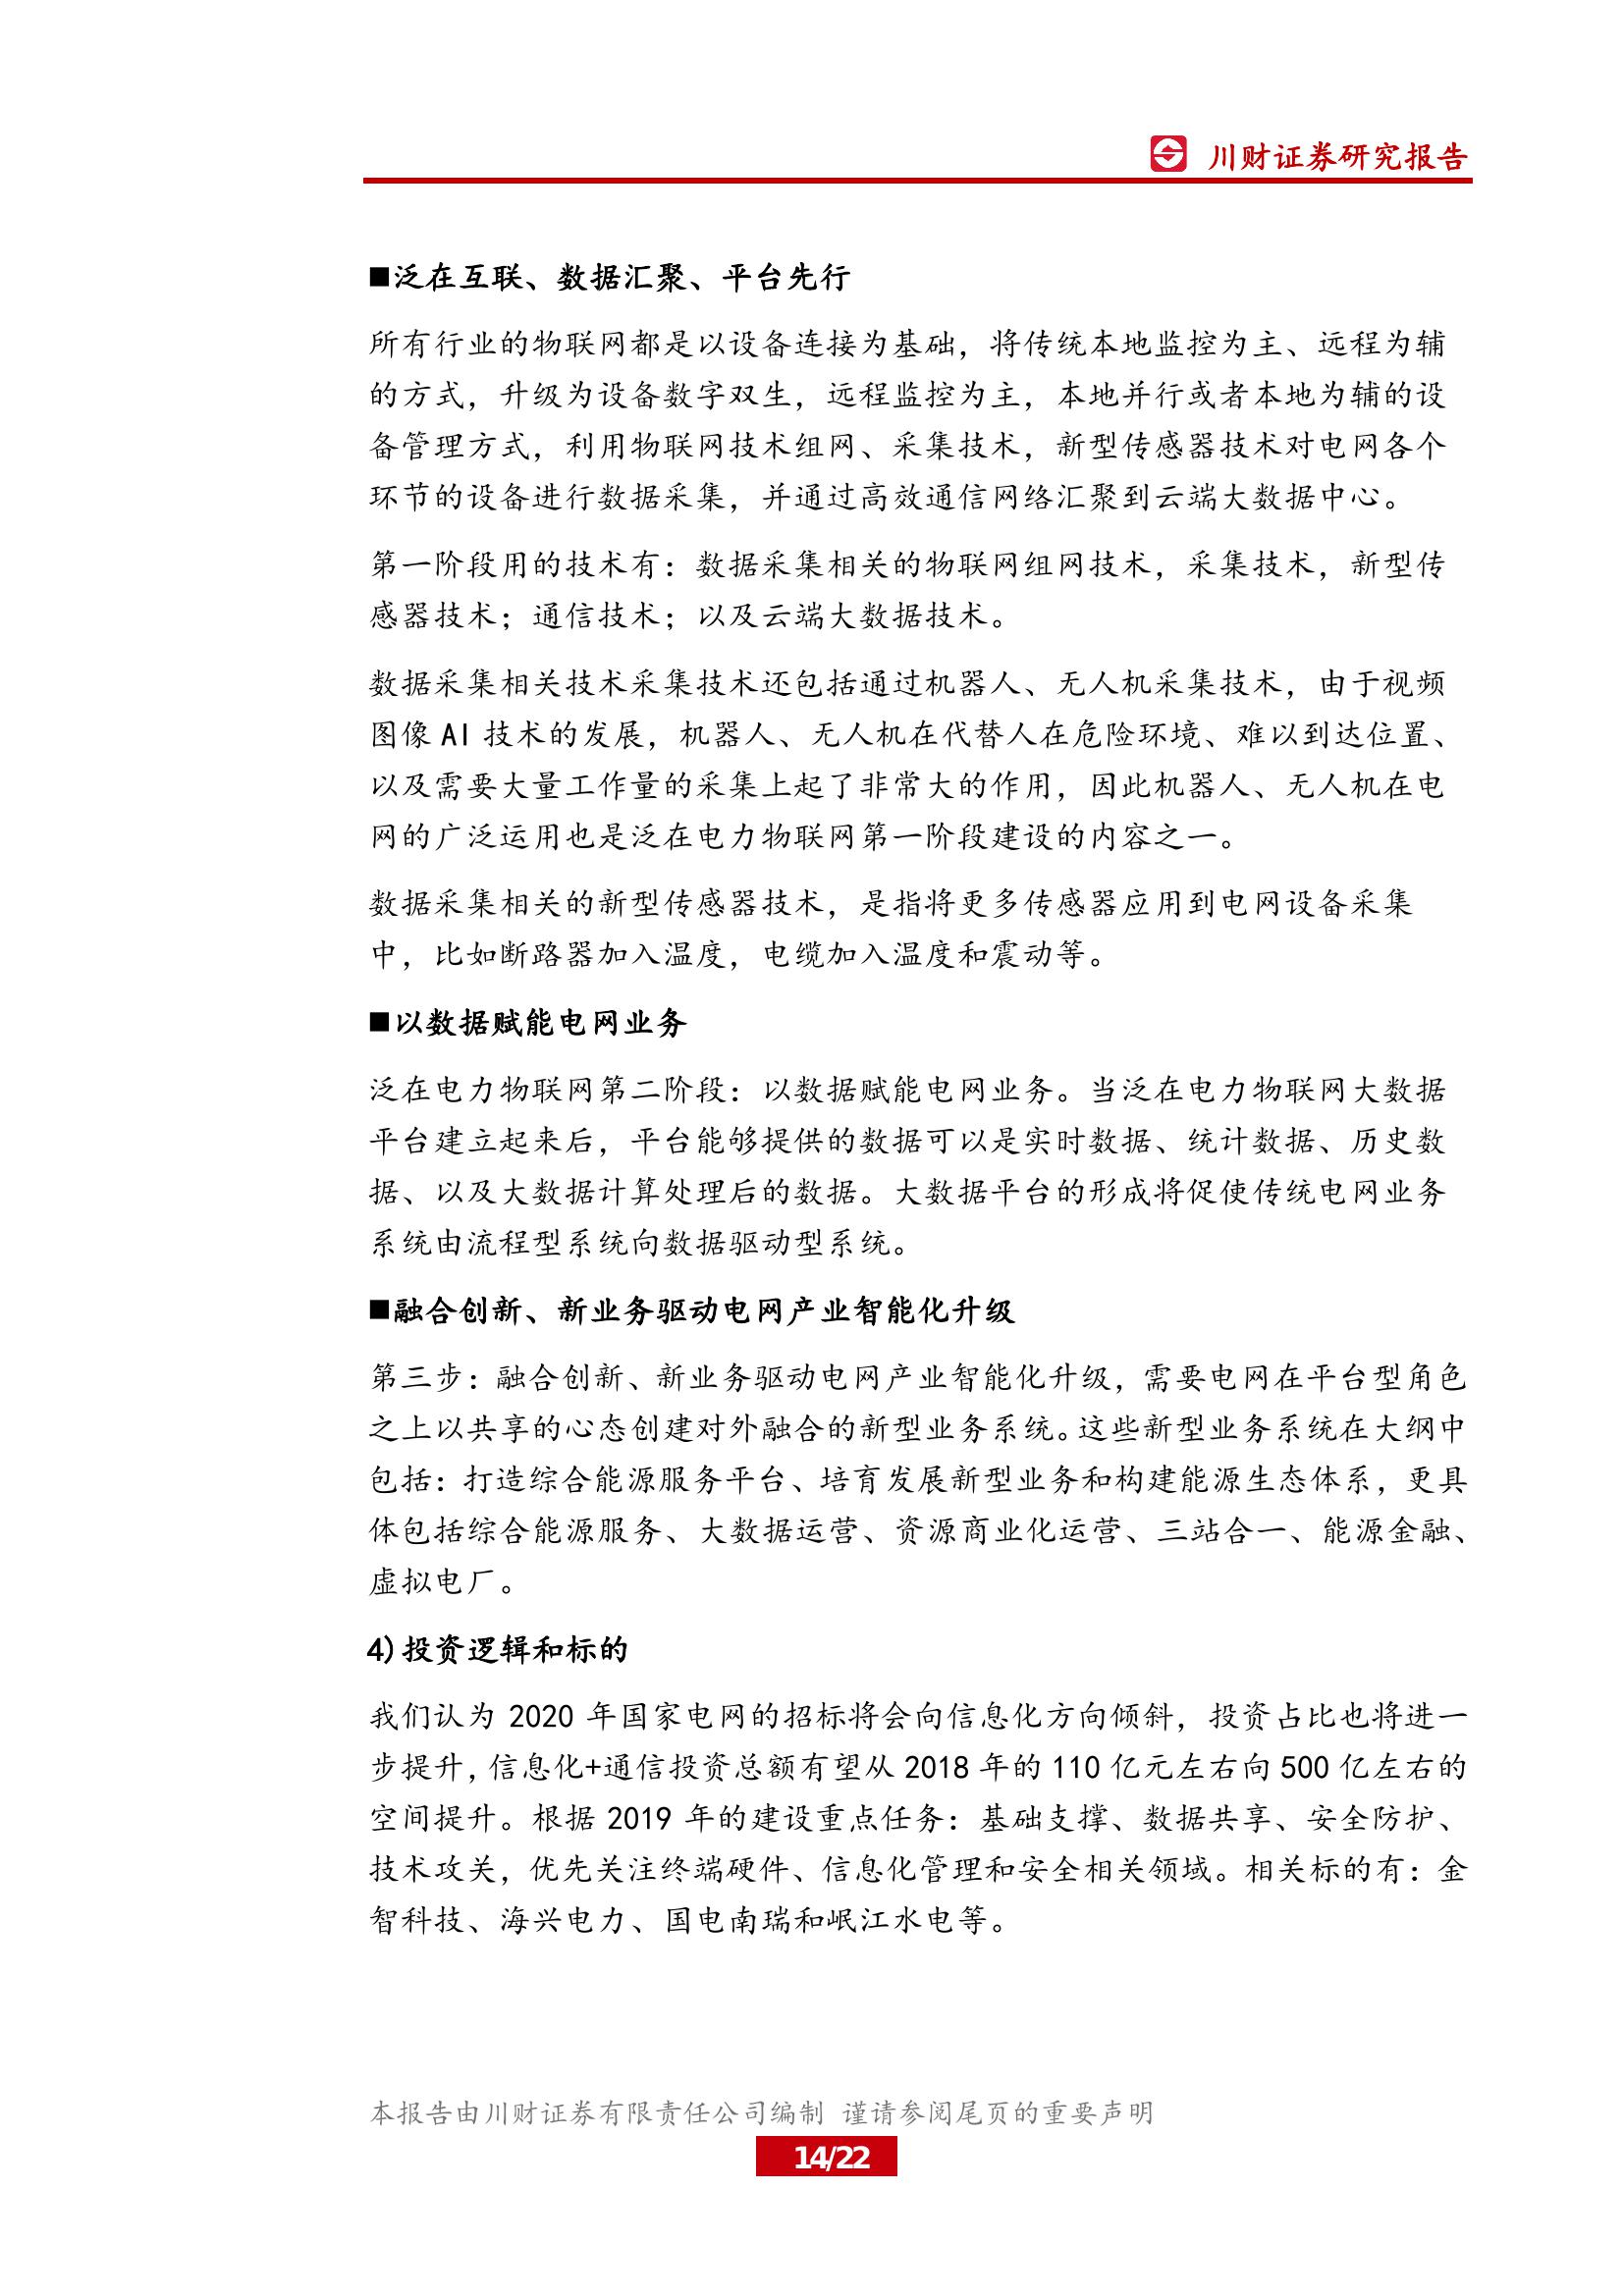 川财证券研究报告
■泛在互联、数据汇聚、平台先行
所有行业的物联网都是以设备连接为基础，将传统本地监控为主、远程为辅
的方式，升级为设备数字双生，远程监控为主，本地并行或者本地为辅的设
备管理方式，利用物联网技术组网、采集技术，新型传感器技术对电网各个
环节的设备进行数据采集，并通过高效通信网络汇聚到云端大数据中心。
第一阶段用的技术有：数据采集相关的物联网组网技术，采集技术，新型传
感器技术；通信技术；以及云端大数据技术。
数据采集相关技术采集技术还包括通过机器人、无人机采集技术，由于视频
图像 AI 技术的发展，机器人、无人机在代替人在危险环境、难以到达位置、
以及需要大量工作量的采集上起了非常大的作用，因此机器人、无人机在电
网的广泛运用也是泛在电力物联网第一阶段建设的内容之一。
数据采集相关的新型传感器技术，是指将更多传感器应用到电网设备采集
中，比如断路器加入温度，电缆加入温度和震动等。
■以数据赋能电网业务
泛在电力物联网第二阶段：以数据赋能电网业务。当泛在电力物联网大数据
平台建立起来后，平台能够提供的数据可以是实时数据、统计数据、历史数
据、以及大数据计算处理后的数据。大数据平台的形成将促使传统电网业务
系统由流程型系统向数据驱动型系统。
■融合创新、新业务驱动电网产业智能化升级
第三步：融合创新、新业务驱动电网产业智能化升级，需要电网在平台型角色
之上以共享的心态创建对外融合的新型业务系统。这些新型业务系统在大纲中
包括：打造综合能源服务平台、培育发展新型业务和构建能源生态体系，更具
体包括综合能源服务、大数据运营、资源商业化运营、三站合一、能源金融、
虚拟电厂。
4)投资逻辑和标的
我们认为 2020 年国家电网的招标将会向信息化方向倾斜，投资占比也将进一
步提升，信息化+通信投资总额有望从 2018 年的 110 亿元左右向 500 亿左右的
空间提升。根据 2019 年的建设重点任务：基础支撑、数据共享、安全防护、
技术攻关，优先关注终端硬件、信息化管理和安全相关领域。相关标的有：金
智科技、海兴电力、国电南瑞和岷江水电等。
本报告由川财证券有限责任公司编制 谨请参阅尾页的重要声明
14/22